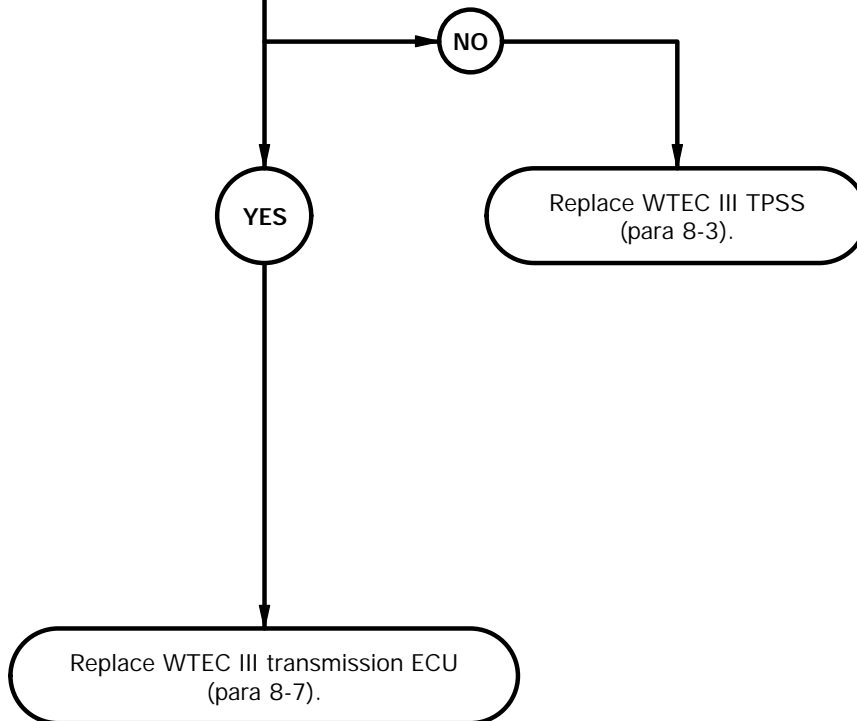 NO
YES
Replace WTEC III TPSS
(para 8-3).
Replace WTEC III transmission ECU
(para 8-7).